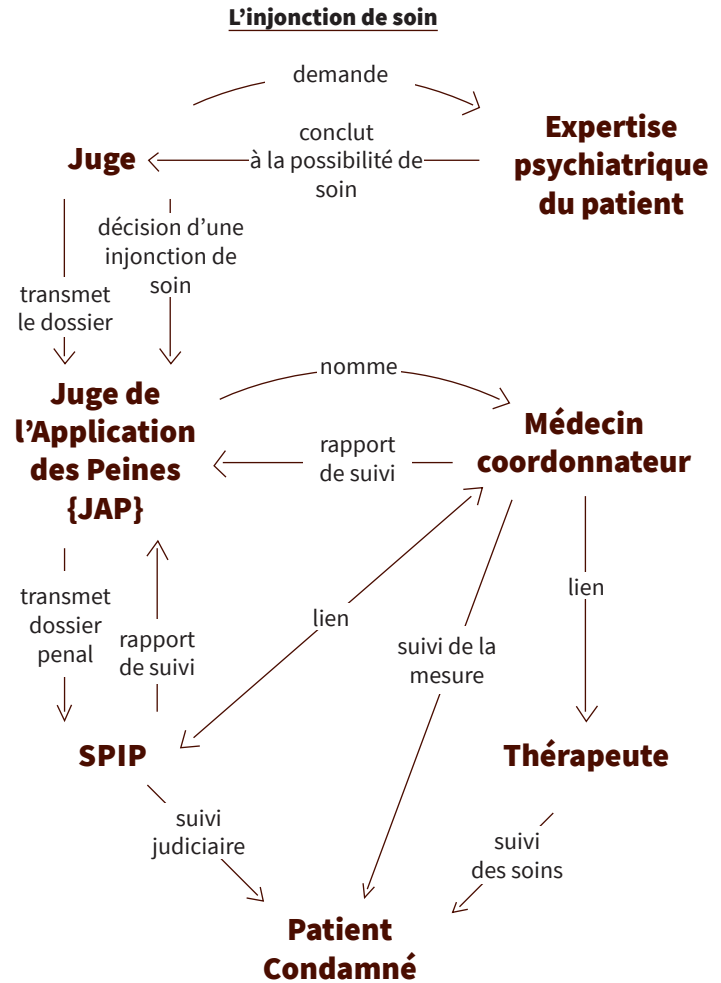 L’injonction de soin
demande
Expertise
psychiatrique
du patient
conclut
à la possibilité de
soin
Juge
décision d’une
injonction de
soin
transmet
le dossier
nomme
Juge de
l’Application
des Peines
{JAP}
Médecin
coordonnateur
rapport
de suivi
transmet
dossier
penal
rapport
de suivi
lien
suivi de la
mesure
lien
SPIP
Thérapeute
suivi
judiciaire
suivi
des soins
Patient
Condamné